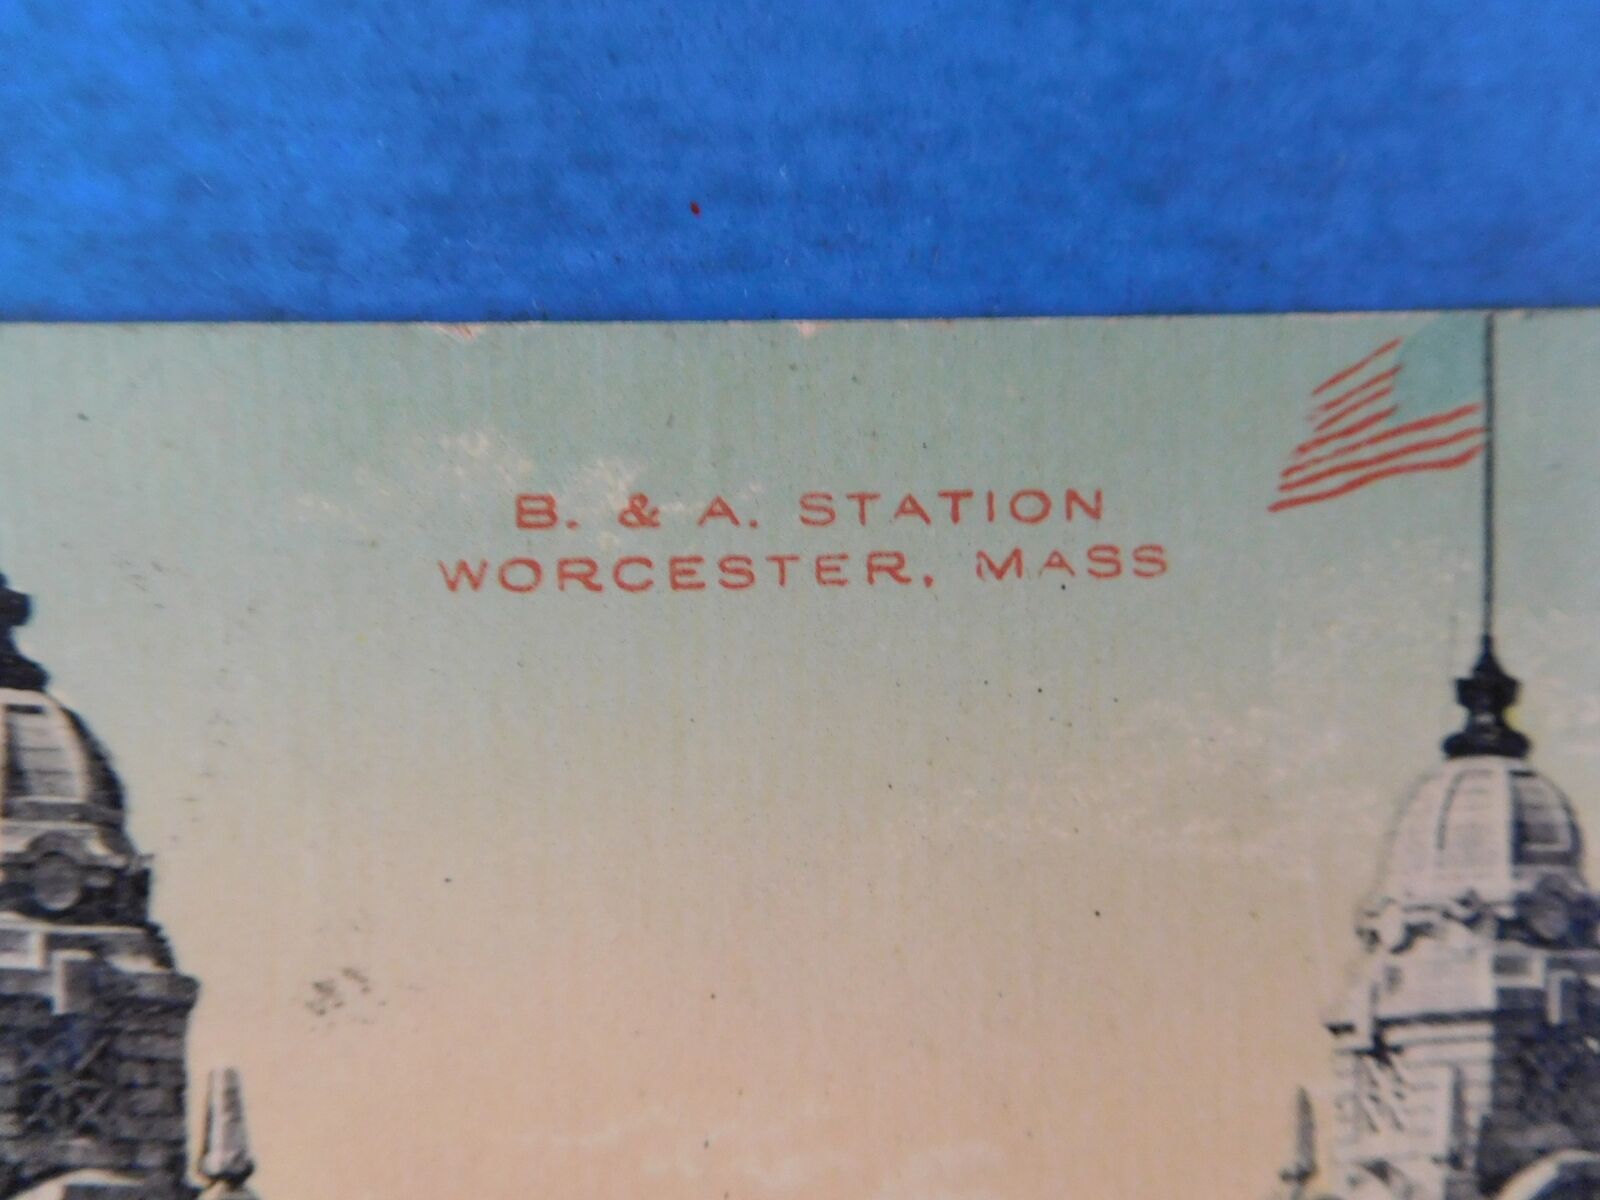 B. & A. STATION
WORCESTER, MASS